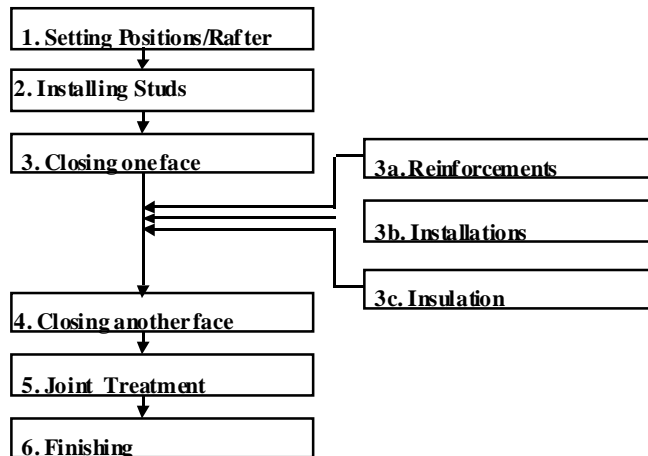 1. Setting Positions/Rafter
2. Installing Studs
3. Closing one face
3a. Reinforcements
3b. Installations
3c. Insulation
4. Closing another face
5. Joint Treatment
6. Finishing